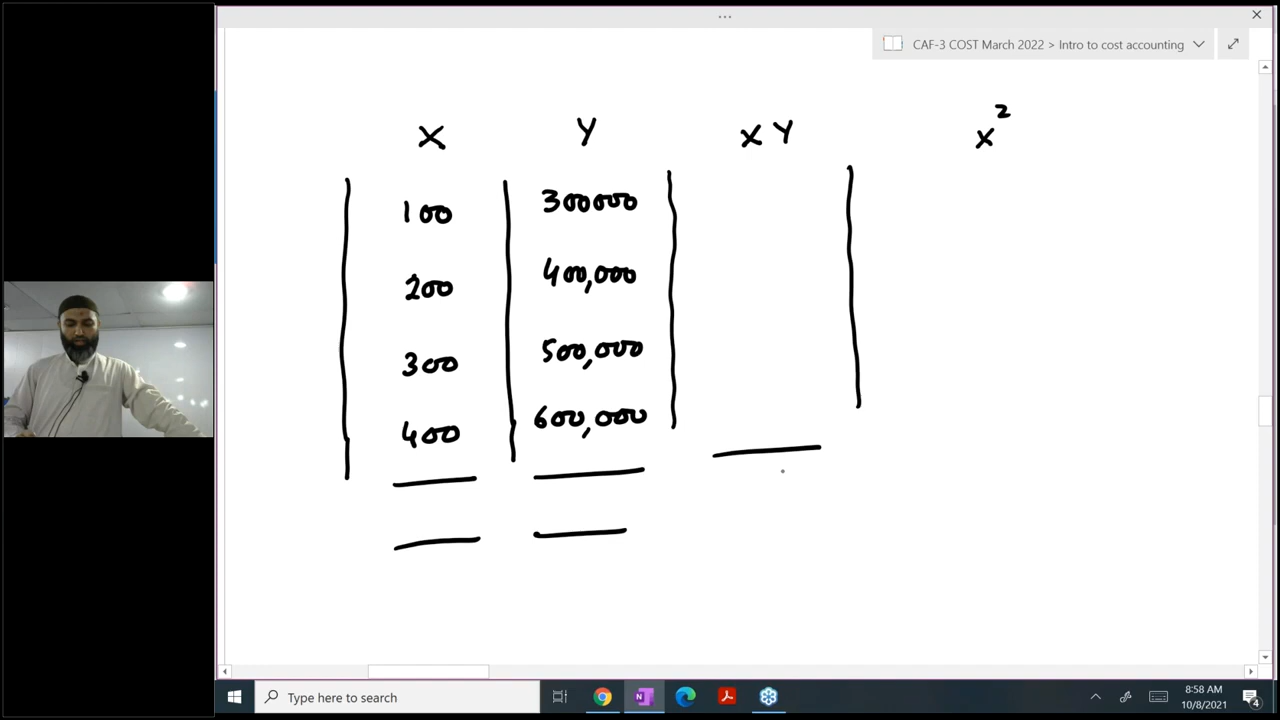 CAF-3 COST March 2022 > Intro to cost accounting
X Y XY X²
100 300000
200 400,000
300 500,000
400 600,000
Type here to search
8:58 AM
10/8/2021
4